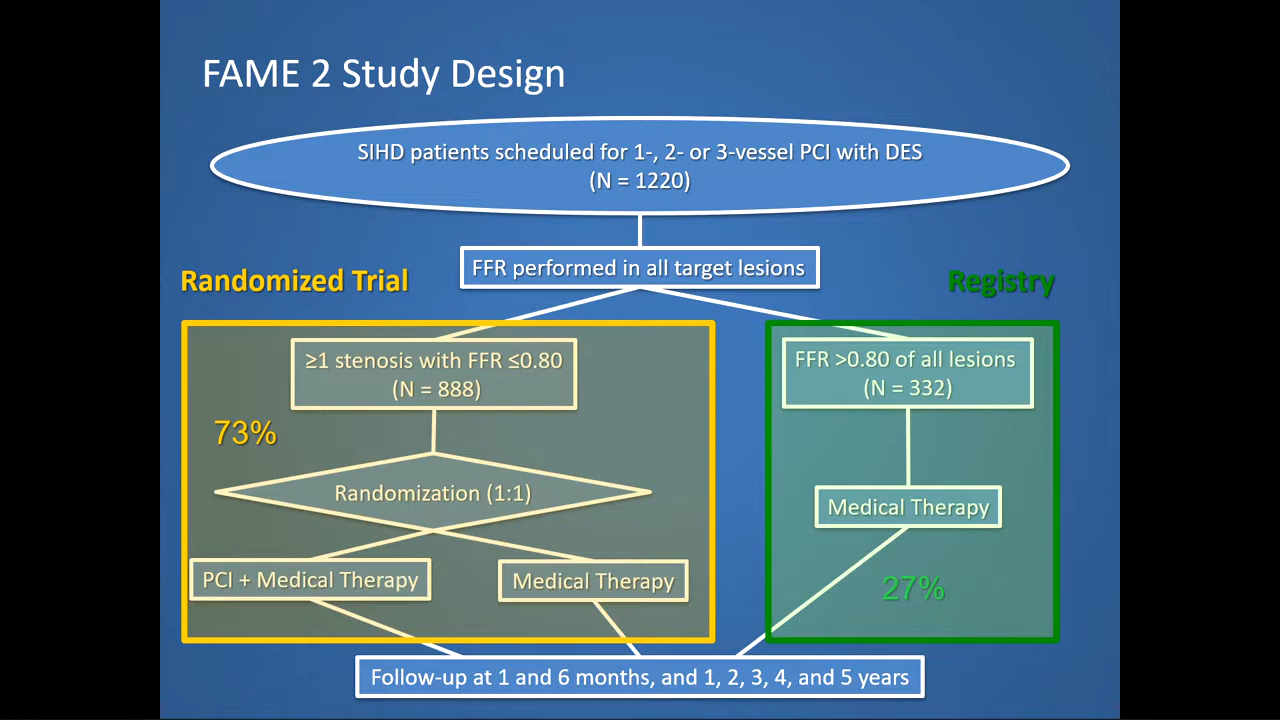 FAME 2 Study Design
SIHD patients scheduled for 1-, 2- or 3-vessel PCI with DES
(N = 1220)
FFR performed in all target lesions
Randomized Trial
Registry
≥1 stenosis with FFR ≤0.80
(N = 888)
FFR >0.80 of all lesions
(N = 332)
73%
Randomization (1:1)
Medical Therapy
PCI + Medical Therapy
Medical Therapy
27%
Follow-up at 1 and 6 months, and 1, 2, 3, 4, and 5 years